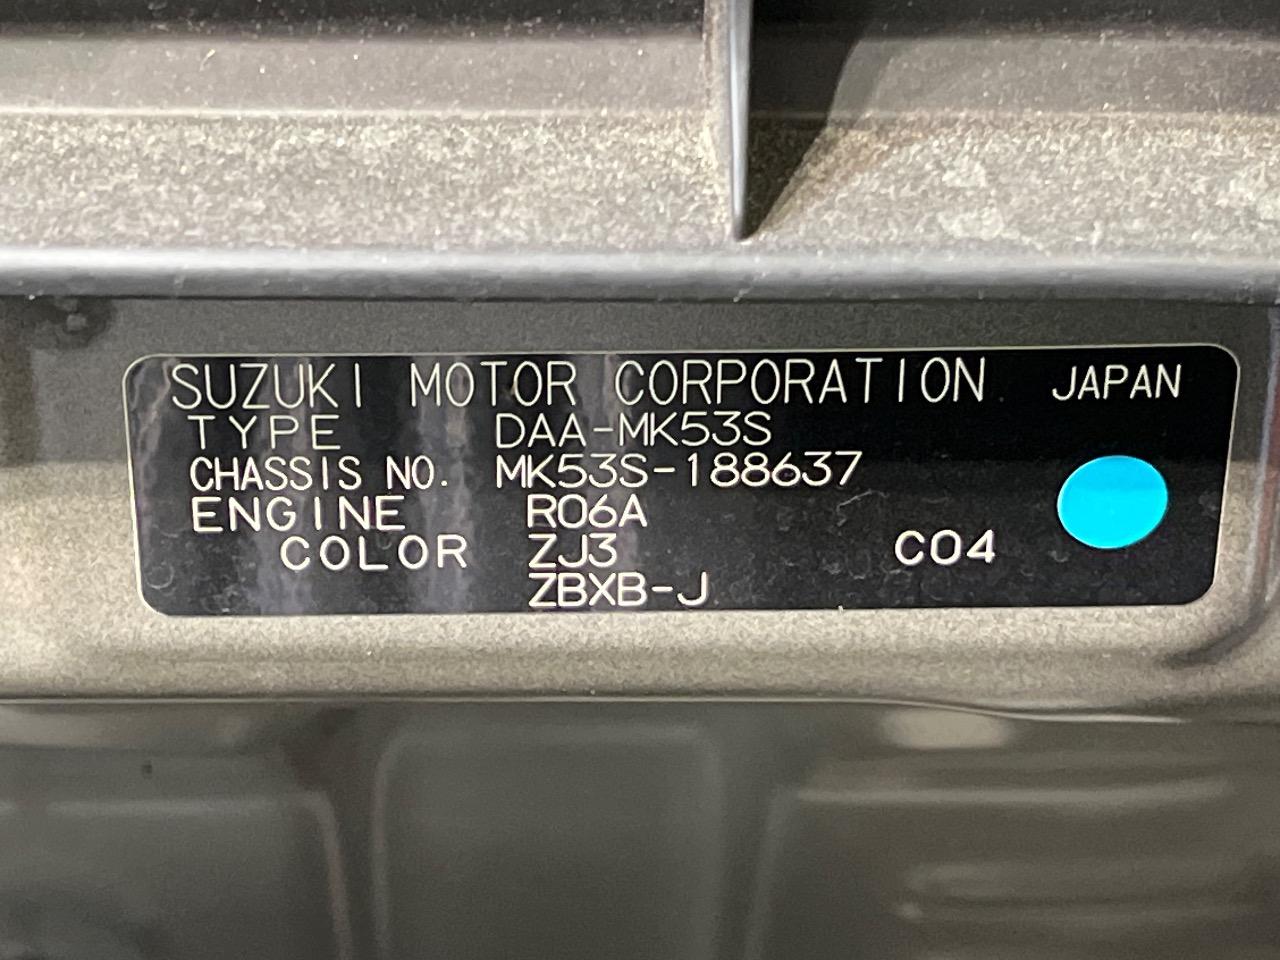 SUZUKI MOTOR CORPORATION JAPAN
TYPE DAA-MK53S
CHASSIS NO. MK53S-188637
ENGINE R06A
COLOR ZJ3 C04
ZBXB-J